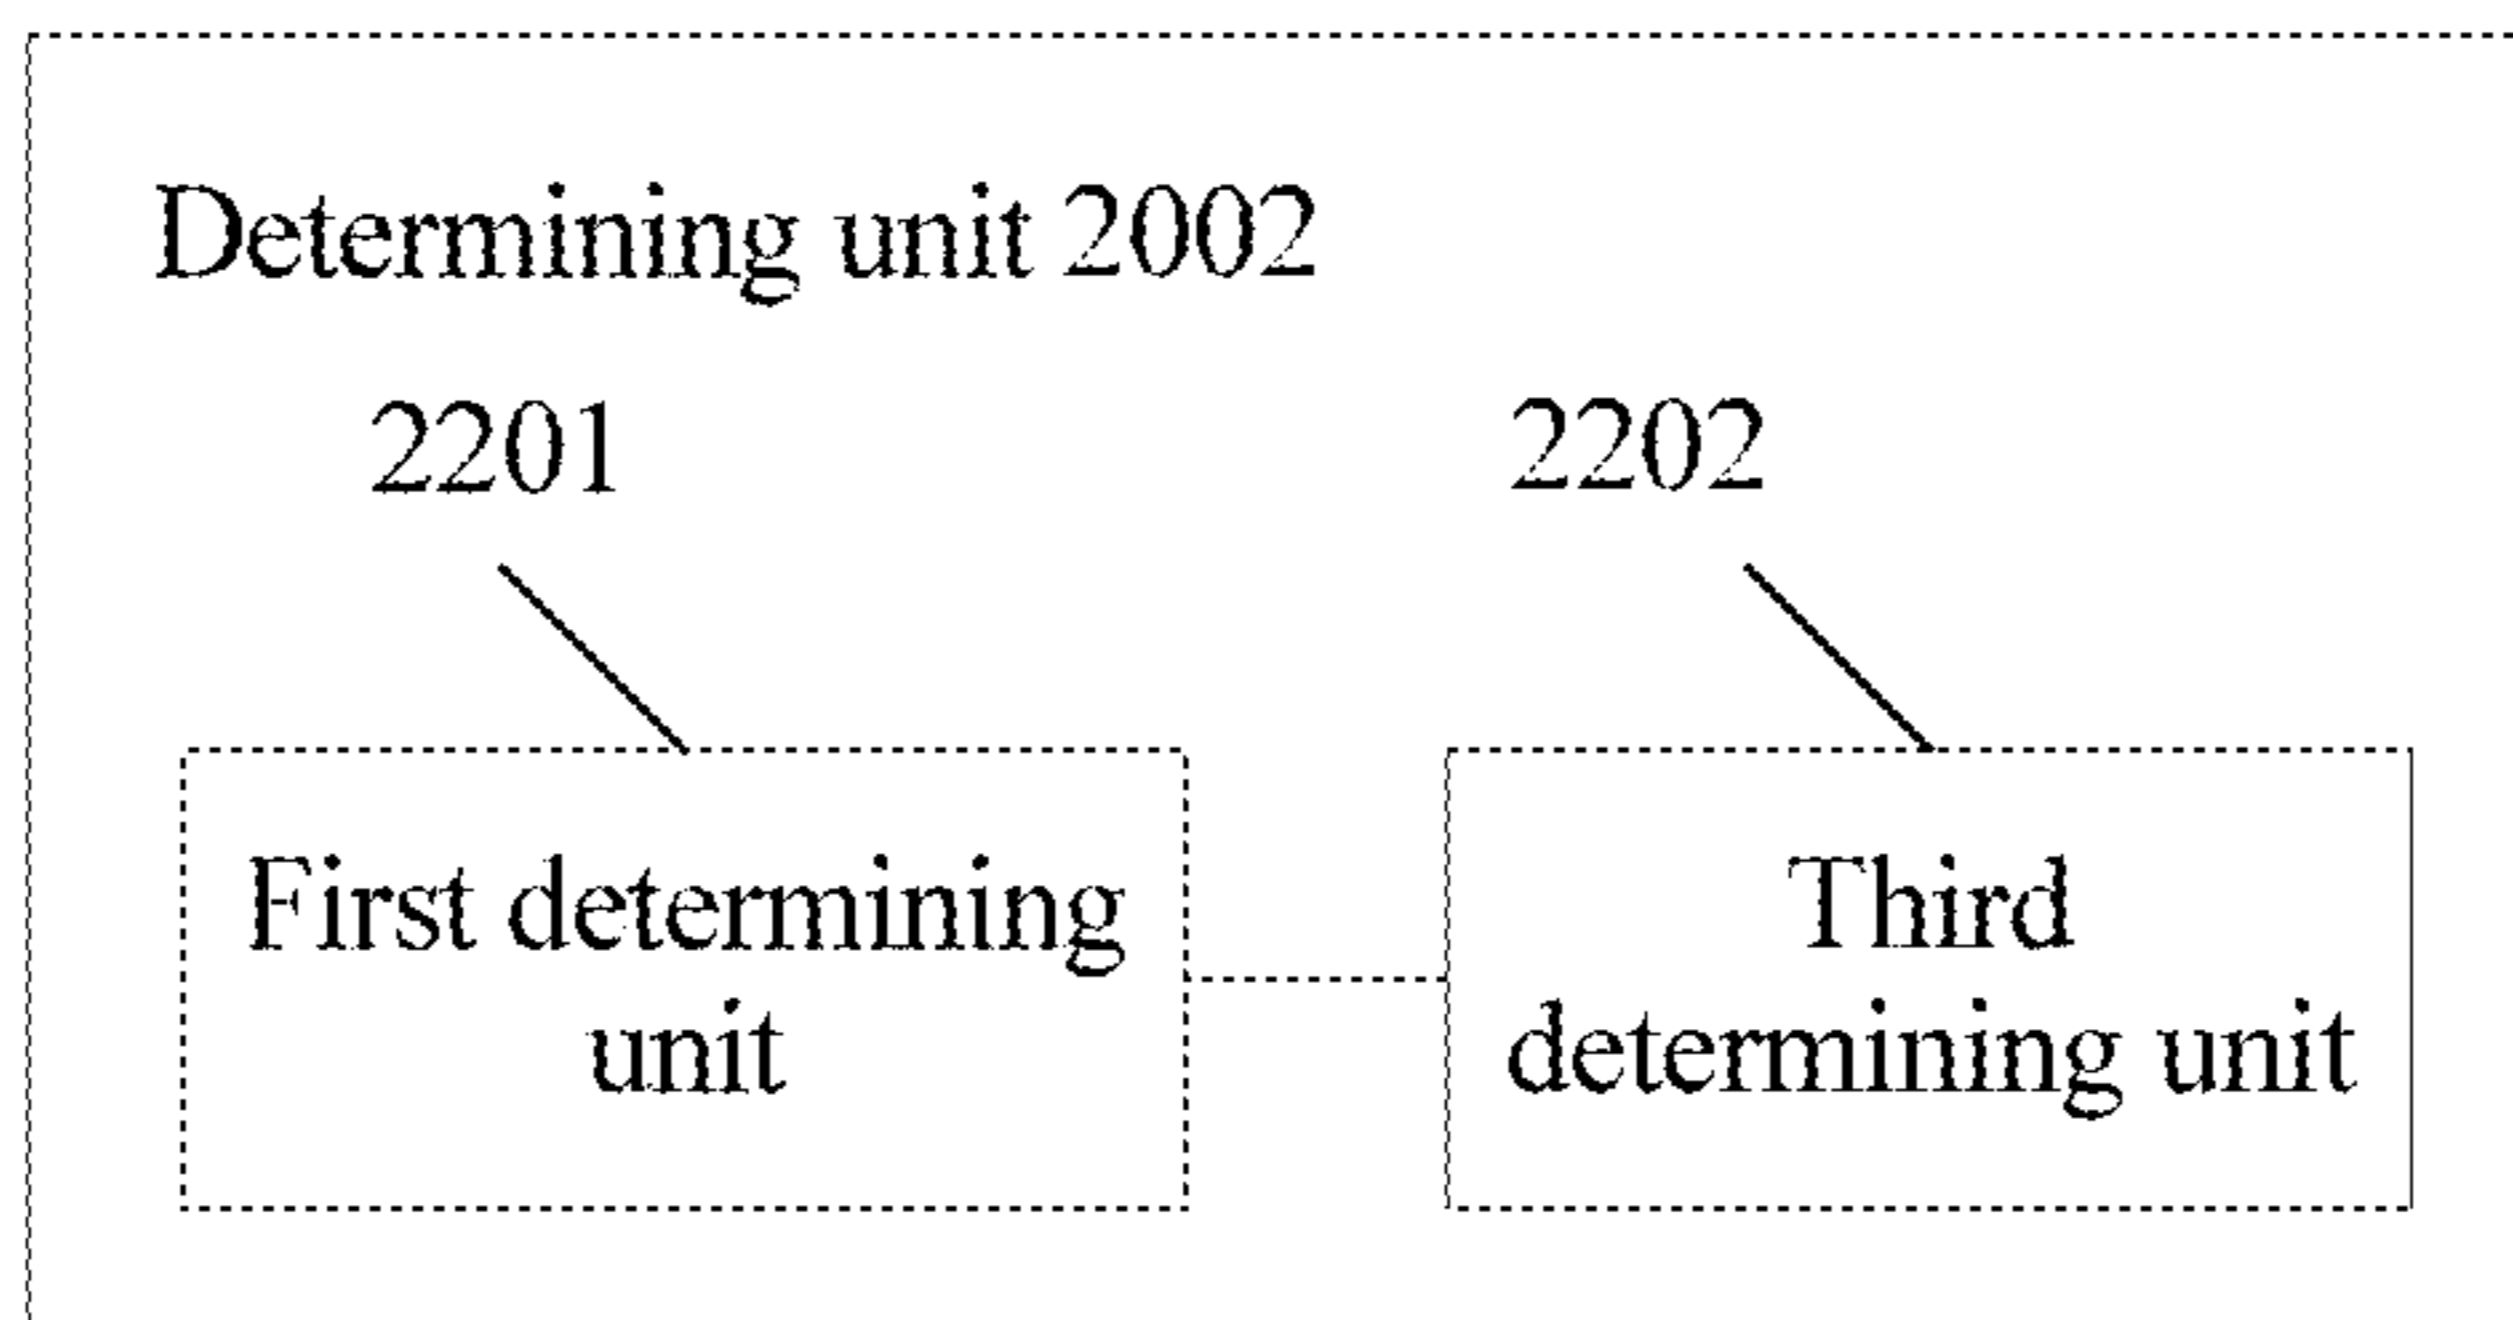 Determining unit 2002
2201
2202
First determining
unit
Third
determining unit